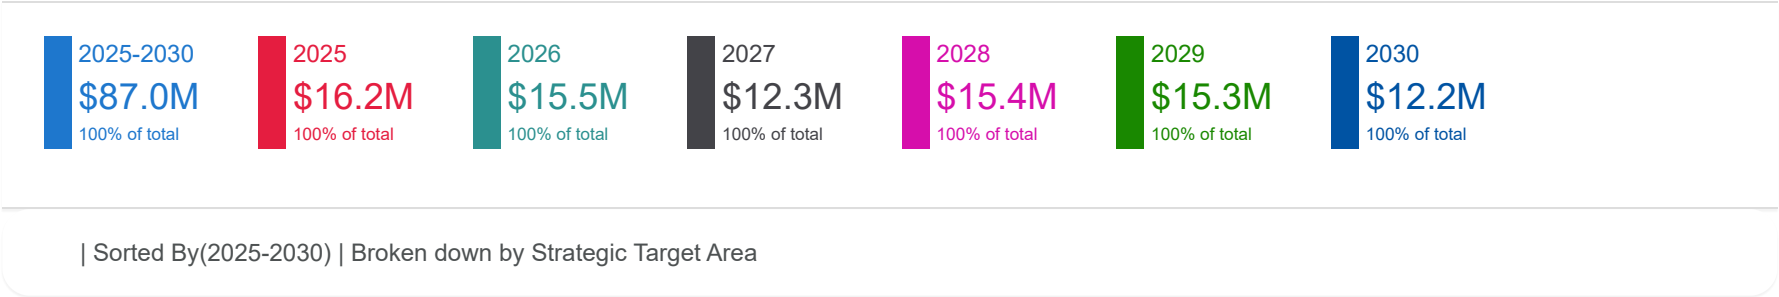 2025-2030
$87.0M
100% of total
2025
$16.2M
100% of total
2026
$15.5M
100% of total
2027
$12.3M
100% of total
2028
$15.4M
100% of total
2029
$15.3M
100% of total
2030
$12.2M
100% of total
| Sorted By(2025-2030) | Broken down by Strategic Target Area